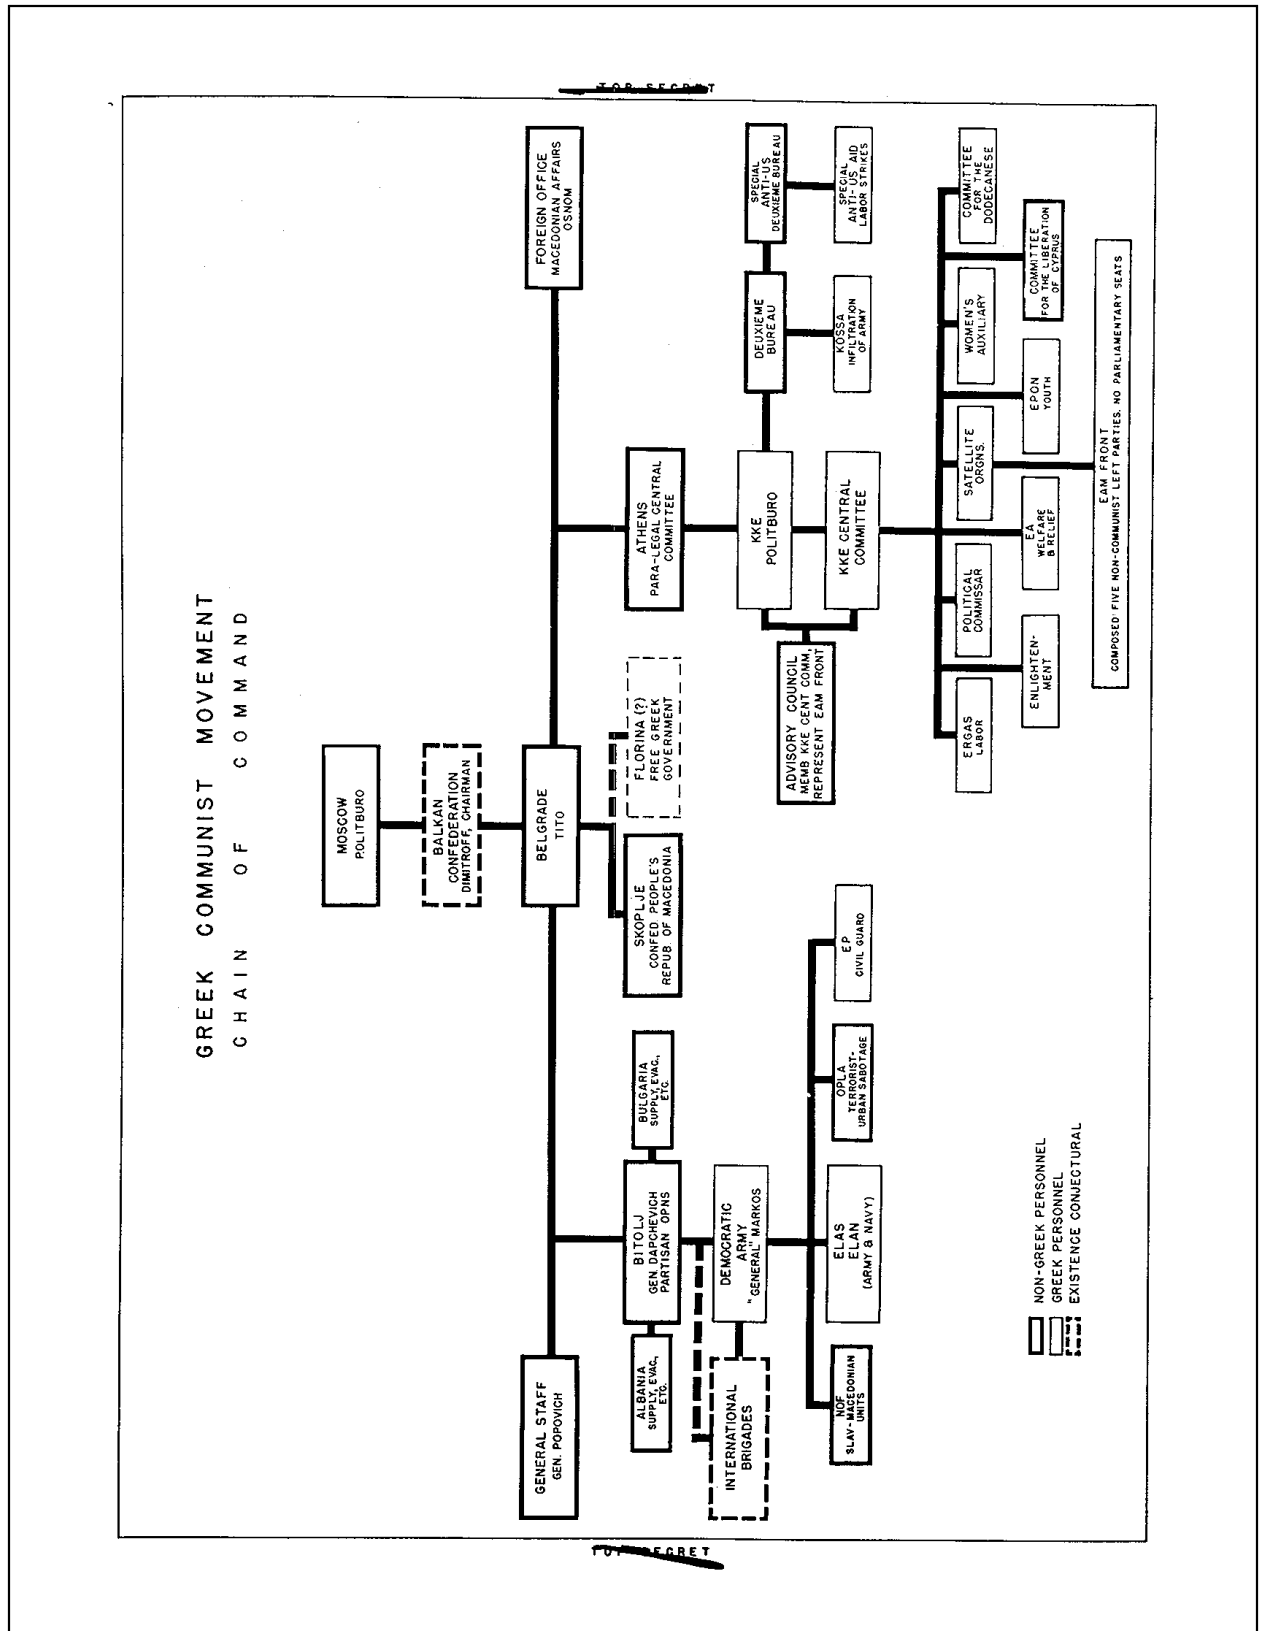 TOP SECRET
GREEK COMMUNIST MOVEMENT
CHAIN OF COMMAND
MOSCOW
POLITBURO
BALKAN
CONFEDERATION
DIMITROFF, CHAIRMAN
GENERAL STAFF
GEN. POPOVICH
BELGRADE
TITO
FOREIGN OFFICE
MACEDONIAN AFFAIRS
OSNOM
ALBANIA
SUPPLY, EVAC.,
ETC.
BITOLJ
GEN. DAPCHEVICH
PARTISAN OPNS
BULGARIA
SUPPLY, EVAC.,
ETC.
SKOPLJE
CONFED PEOPLE'S
REPUB. OF MACEDONIA
FLORINA (?)
FREE GREEK
GOVERNMENT
ATHENS
PARA-LEGAL CENTRAL
COMMITTEE
INTERNATIONAL
BRIGADES
DEMOCRATIC
ARMY
"GENERAL" MARKOS
KKE
POLITBURO
DEUXIEME
BUREAU
SPECIAL
ANTI-US
DEUXIEME BUREAU
ADVISORY COUNCIL
MEMB KKE CENT COMM,
REPRESENT EAM FRONT
NOF
SLAV-MACEDONIAN
UNITS
ELAS
ELAN
(ARMY & NAVY)
OPLA
TERRORIST-
URBAN SABOTAGE
EP
CIVIL GUARD
KKE CENTRAL
COMMITTEE
KOSSA
INFILTRATION
OF ARMY
SPECIAL
ANTI-US AID
LABOR STRIKES
ERGAS
LABOR
POLITICAL
COMMISSAR
SATELLITE
ORGNS.
WOMEN'S
AUXILIARY
COMMITTEE
FOR THE
DODECANESE
ENLIGHTEN-
MENT
EA
WELFARE
& RELIEF
EPON
YOUTH
COMMITTEE
FOR THE LIBERATION
OF CYPRUS
EAM FRONT
COMPOSED FIVE NON-COMMUNIST LEFT PARTIES. NO PARLIAMENTARY SEATS
NON-GREEK PERSONNEL
GREEK PERSONNEL
EXISTENCE CONJECTURAL
TOP SECRET